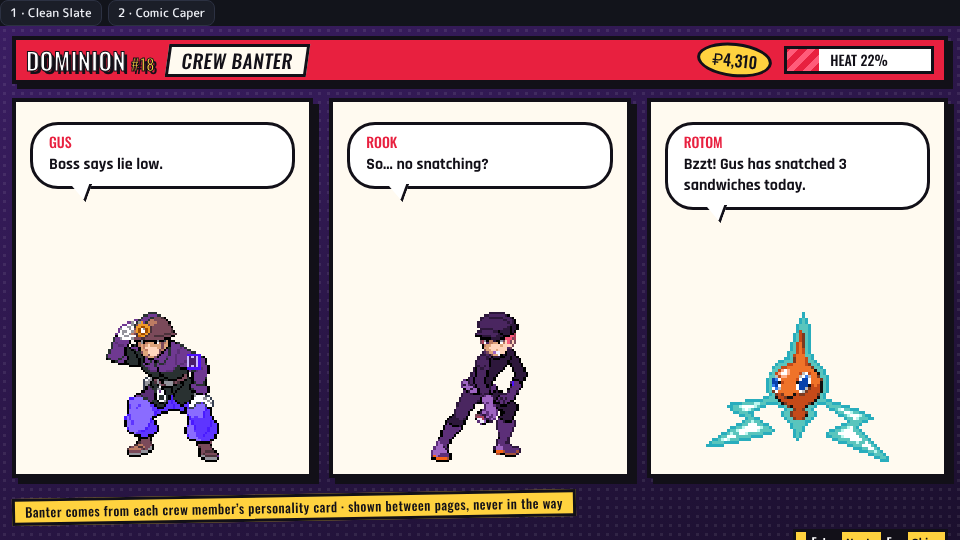 1 · Clean Slate
2 · Comic Caper
DOMINION #18
CREW BANTER
₽4,310
HEAT 22%
GUS
Boss says lie low.
ROOK
So... no snatching?
ROTOM
Bzzt! Gus has snatched 3
sandwiches today.
Banter comes from each crew member's personality card · shown between pages, never in the way